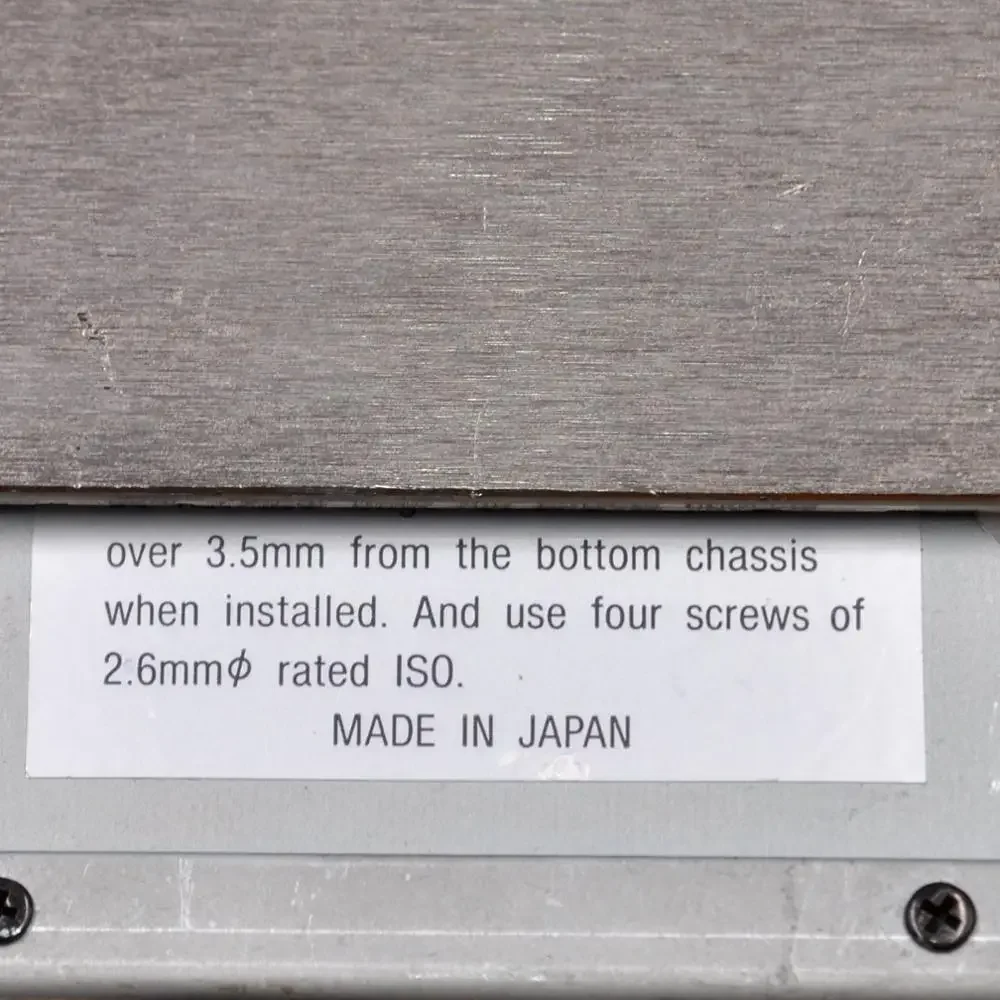 over 3.5mm from the bottom chassis
when installed. And use four screws of
2.6mmϕ rated ISO.
MADE IN JAPAN